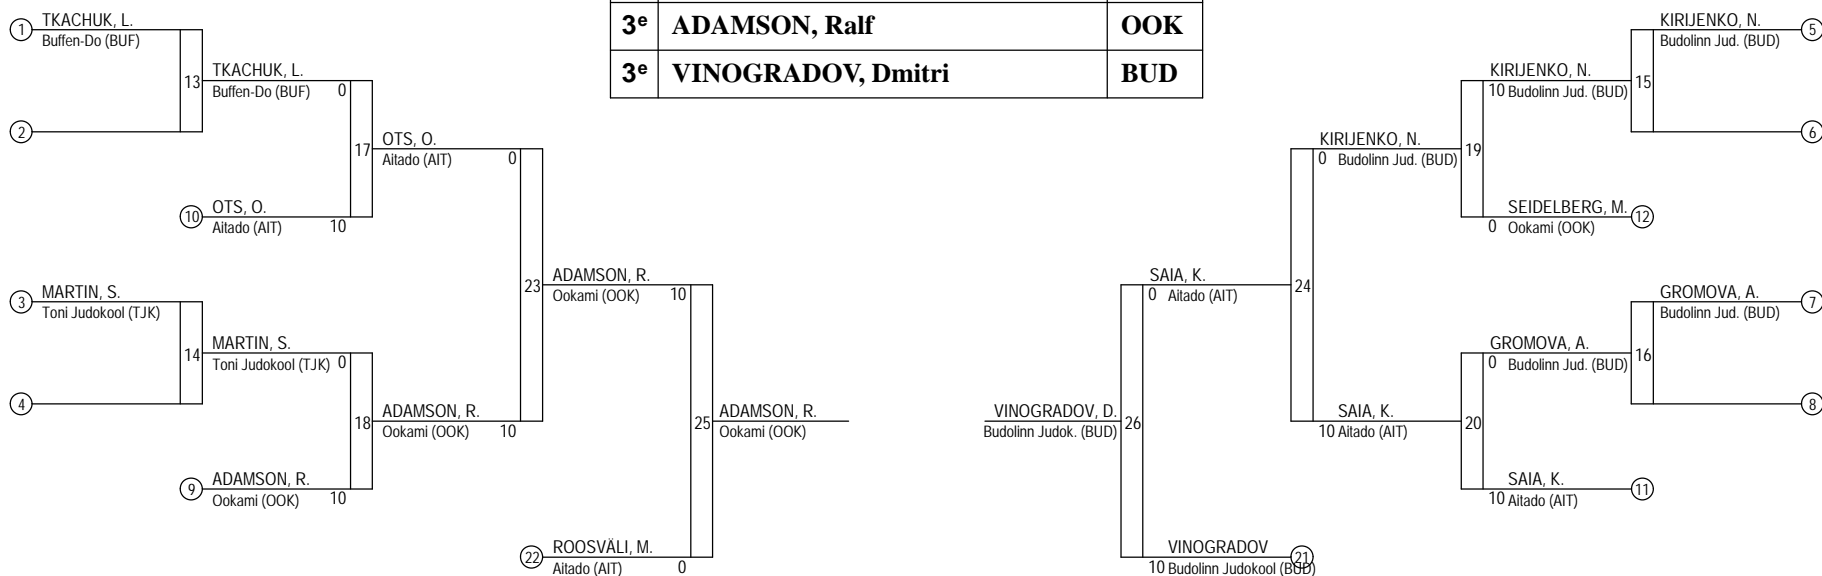 3e ADAMSON, Ralf OOK
3e VINOGRADOV, Dmitri BUD
1 TKACHUK, L.
Buffen-Do (BUF)
13
TKACHUK, L.
Buffen-Do (BUF) 0
2
17
OTS, O.
Aitado (AIT) 0
10 OTS, O.
Aitado (AIT) 10
23
ADAMSON, R.
Ookami (OOK) 10
3 MARTIN, S.
Toni Judokool (TJK)
14
MARTIN, S.
Toni Judokool (TJK) 0
4
18
ADAMSON, R.
Ookami (OOK) 10
9 ADAMSON, R.
Ookami (OOK) 10
25
ADAMSON, R.
Ookami (OOK)
22 ROOSVÄLI, M.
Aitado (AIT) 0
KIRIJENKO, N. 5
Budolinn Jud. (BUD)
KIRIJENKO, N.
10 Budolinn Jud. (BUD)
15
6
KIRIJENKO, N.
0 Budolinn Jud. (BUD)
19
SEIDELBERG, M. 12
0 Ookami (OOK)
SAIA, K.
0 Aitado (AIT)
24
GROMOVA, A. 7
Budolinn Jud. (BUD)
GROMOVA, A.
0 Budolinn Jud. (BUD)
16
8
SAIA, K.
10 Aitado (AIT)
20
SAIA, K. 11
10 Aitado (AIT)
VINOGRADOV, D.
Budolinn Judok. (BUD)
26
VINOGRADOV 21
10 Budolinn Judokool (BUD)